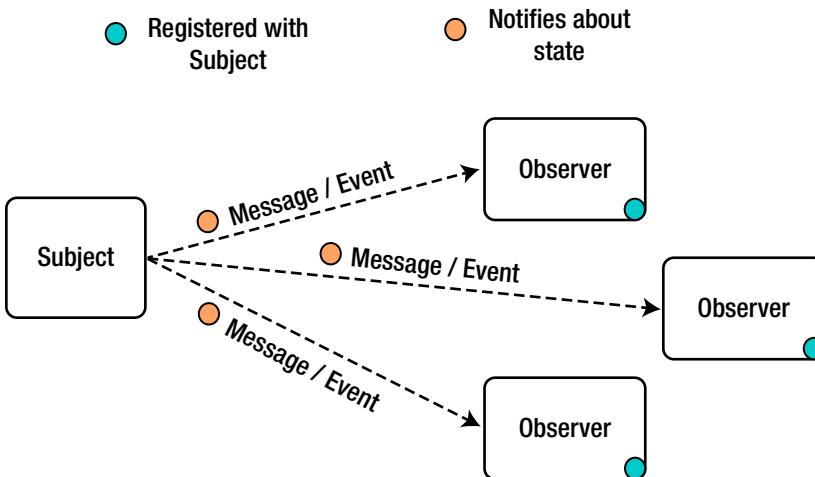 Registered with
Subject
Notifies about
state
Observer
Message / Event
Subject
Message / Event
Observer
Message / Event
Observer